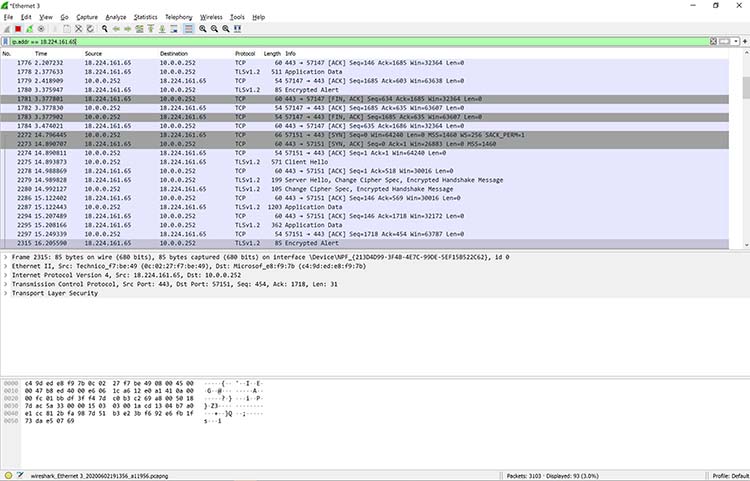 *Ethernet 3
File Edit View Go Capture Analyze Statistics Telephony Wireless Tools Help
ip.addr == 18.224.161.65
No. Time Source Destination Protocol Length Info
1776 2.207232 18.224.161.65 10.0.0.252 TCP 60 443 → 57147 [ACK] Seq=146 Ack=1685 Win=32364 Len=0
1778 2.377633 18.224.161.65 10.0.0.252 TLSv1.2 511 Application Data
1779 2.418909 10.0.0.252 18.224.161.65 TCP 54 57147 → 443 [ACK] Seq=1685 Ack=603 Win=63638 Len=0
1780 3.375947 18.224.161.65 10.0.0.252 TLSv1.2 85 Encrypted Alert
1781 3.377801 18.224.161.65 10.0.0.252 TCP 60 443 → 57147 [FIN, ACK] Seq=634 Ack=1685 Win=32364 Len=0
1782 3.377830 10.0.0.252 18.224.161.65 TCP 54 57147 → 443 [ACK] Seq=1685 Ack=635 Win=63607 Len=0
1783 3.377902 10.0.0.252 18.224.161.65 TCP 54 57147 → 443 [FIN, ACK] Seq=1685 Ack=635 Win=63607 Len=0
1784 3.474021 18.224.161.65 10.0.0.252 TCP 60 443 → 57147 [ACK] Seq=635 Ack=1686 Win=32364 Len=0
2271 14.796445 10.0.0.252 18.224.161.65 TCP 66 57151 → 443 [SYN] Seq=0 Win=64240 Len=0 MSS=1460 WS=256 SACK_PERM=1
2273 14.890707 18.224.161.65 10.0.0.252 TCP 60 443 → 57151 [SYN, ACK] Seq=0 Ack=1 Win=26883 Len=0 MSS=1460
2274 14.890811 10.0.0.252 18.224.161.65 TCP 54 57151 → 443 [ACK] Seq=1 Ack=1 Win=64240 Len=0
2275 14.893873 10.0.0.252 18.224.161.65 TLSv1.2 571 Client Hello
2278 14.988869 18.224.161.65 10.0.0.252 TCP 60 443 → 57151 [ACK] Seq=1 Ack=518 Win=30016 Len=0
2279 14.989828 18.224.161.65 10.0.0.252 TLSv1.2 199 Server Hello, Change Cipher Spec, Encrypted Handshake Message
2280 14.992127 10.0.0.252 18.224.161.65 TLSv1.2 105 Change Cipher Spec, Encrypted Handshake Message
2286 15.122402 18.224.161.65 10.0.0.252 TCP 60 443 → 57151 [ACK] Seq=146 Ack=569 Win=30016 Len=0
2287 15.122443 10.0.0.252 18.224.161.65 TLSv1.2 1203 Application Data
2294 15.207489 18.224.161.65 10.0.0.252 TCP 60 443 → 57151 [ACK] Seq=146 Ack=1718 Win=32172 Len=0
2295 15.208166 18.224.161.65 10.0.0.252 TLSv1.2 362 Application Data
2297 15.249339 10.0.0.252 18.224.161.65 TCP 54 57151 → 443 [ACK] Seq=1718 Ack=454 Win=63787 Len=0
2315 16.205590 18.224.161.65 10.0.0.252 TLSv1.2 85 Encrypted Alert
Frame 2315: 85 bytes on wire (680 bits), 85 bytes captured (680 bits) on interface \Device\NPF_{213D4D99-3F4B-4E7C-99DE-5EF15B522C62}, id 0
Ethernet II, Src: Technico_f7:be:49 (0c:02:27:f7:be:49), Dst: Microsof_e8:f9:7b (c4:9d:ed:e8:f9:7b)
Internet Protocol Version 4, Src: 18.224.161.65, Dst: 10.0.0.252
Transmission Control Protocol, Src Port: 443, Dst Port: 57151, Seq: 454, Ack: 1718, Len: 31
Transport Layer Security
0000 c4 9d ed e8 f9 7b 0c 02 27 f7 be 49 08 00 45 00 ·····{·· '··I··E·
0010 00 47 b8 ed 40 00 e6 06 1c a6 12 e0 a1 41 0a 00 ·G··@··· ·····A··
0020 00 fc 01 bb df 3f f4 7d c0 b3 c2 69 a8 00 50 18 ·····?·} ···i··P·
0030 7d ac 5a 33 00 00 15 03 03 00 1a cd 13 04 b7 a0 }·Z3···· ········
0040 e1 cc 81 2b fa 98 7d 51 b3 e2 3b f6 92 e6 fb 1f ···+··}Q ··;·····
0050 73 da e5 07 69 s···i
wireshark_Ethernet 3_20200602191356_a11956.pcapng Packets: 3103 · Displayed: 93 (3.0%) Profile: Default